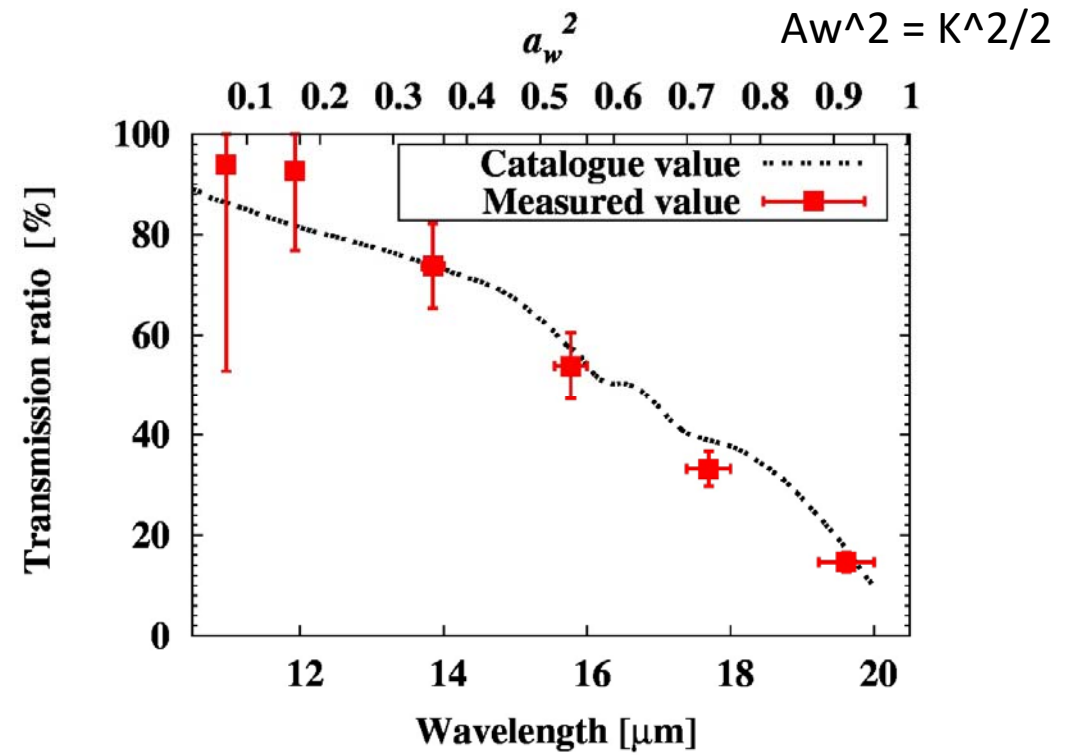 Aw^2 = K^2/2
a_w^2
0.1 0.2 0.3 0.4 0.5 0.6 0.7 0.8 0.9 1
Catalogue value
Measured value
Transmission ratio [%]
100
80
60
40
20
0
12 14 16 18 20
Wavelength [μm]